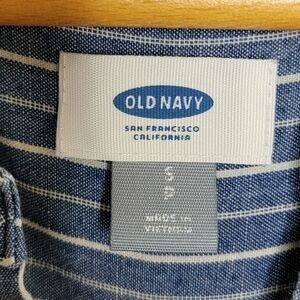 OLD NAVY
SAN FRANCISCO
CALIFORNIA
S
P
MADE IN
VIETNAM